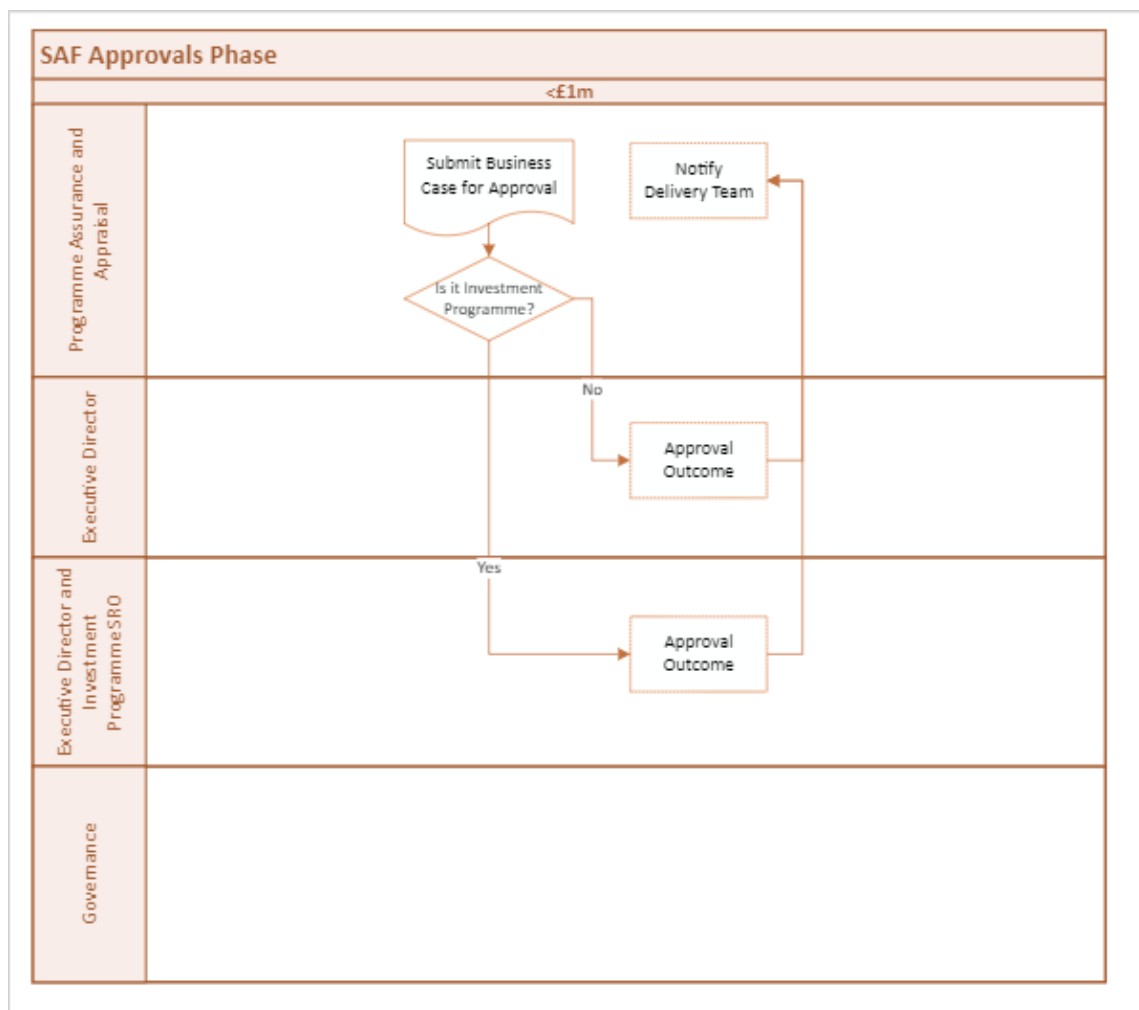 SAF Approvals Phase
<£1m
Programme Assurance and
Appraisal
Submit Business
Case for Approval
Notify
Delivery Team
Is it Investment
Programme?
No
Executive Director
Approval
Outcome
Yes
Executive Director and
Investment
Programme SRO
Approval
Outcome
Governance